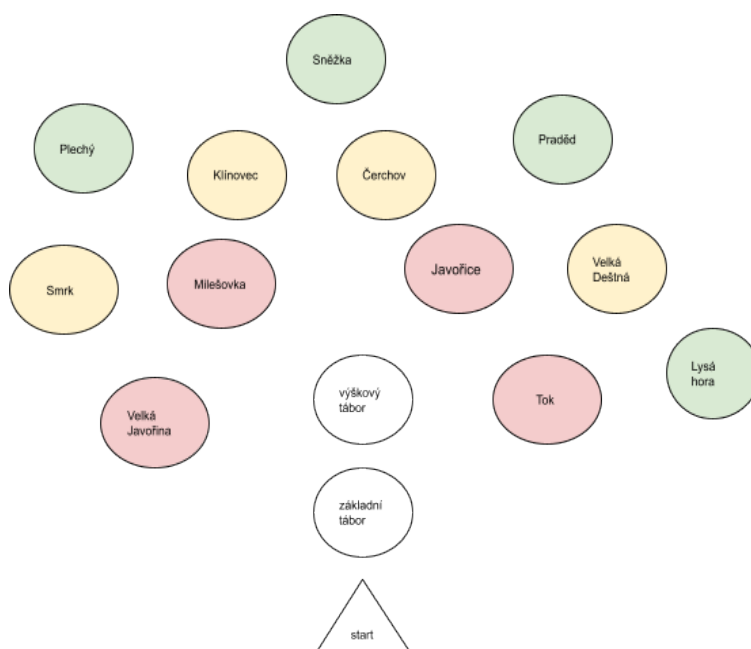 Sněžka
Plechý
Praděd
Klínovec
Čerchov
Smrk
Milešovka
Javořice
Velká
Deštná
Lysá
hora
Velká
Javořina
výškový
tábor
Tok
základní
tábor
start